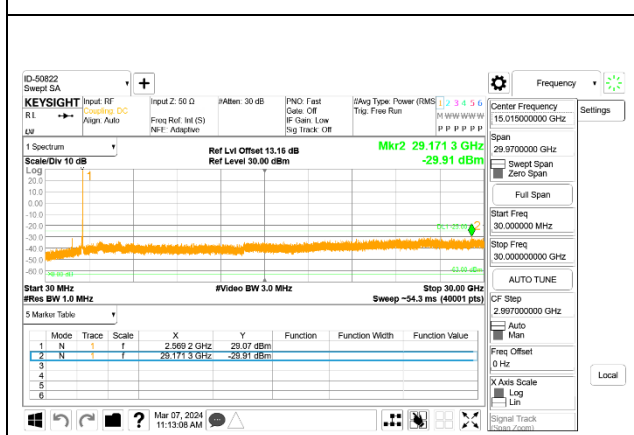 ID-50822
Swept SA
Frequency
KEYSIGHT
Input: RF
Input Z: 50 Ω
#Atten: 30 dB
PNO: Fast
#Avg Type: Power (RMS
1 2 3 4 5 6
RL
Coupling: DC
Gate: Off
Trig: Free Run
M W W W W W
Align: Auto
Freq Ref: Int (S)
IF Gain: Low
P P P P P P
NFE: Adaptive
Sig Track: Off
Center Frequency
15.015000000 GHz
Settings
Span
29.9700000 GHz
Swept Span
Zero Span
Full Span
Start Freq
30.000000 MHz
Stop Freq
30.000000000 GHz
AUTO TUNE
CF Step
2.997000000 GHz
Auto
Man
Freq Offset
0 Hz
X Axis Scale
Log
Lin
Signal Track
(Span Zoom)
Local
1 Spectrum
Ref Lvl Offset 13.16 dB
Mkr2 29.171 3 GHz
Scale/Div 10 dB
Ref Level 30.00 dBm
-29.91 dBm
Log
20.0
1
10.0
0.00
-10.0
-20.0
2
-30.0
-40.0
-50.0
-60.0
Start 30 MHz
#Video BW 3.0 MHz
Stop 30.00 GHz
#Res BW 1.0 MHz
Sweep ~54.3 ms (40001 pts)
5 Marker Table
Mode Trace Scale X Y Function Function Width Function Value
1 N 1 f 2.569 2 GHz 29.07 dBm
2 N 1 f 29.171 3 GHz -29.91 dBm
3
4
5
6
?
Mar 07, 2024
11:13:08 AM